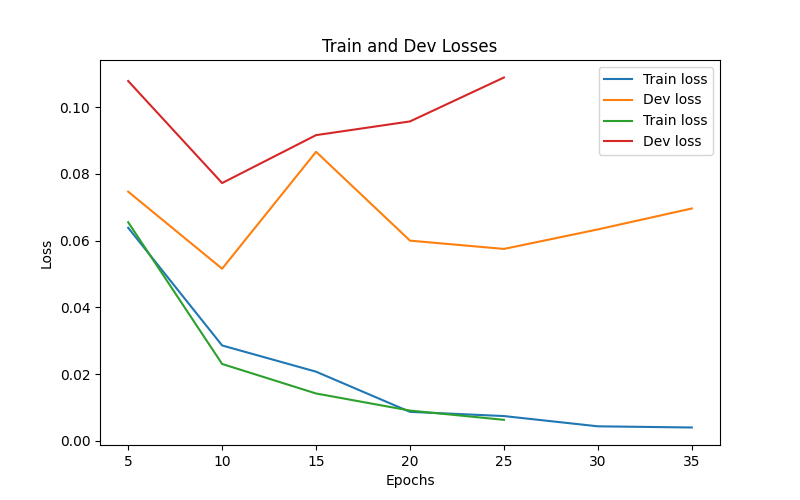 Train and Dev Losses
Train loss
Dev loss
Train loss
Dev loss
0.10
0.08
0.06
0.04
0.02
0.00
Loss
5 10 15 20 25 30 35
Epochs